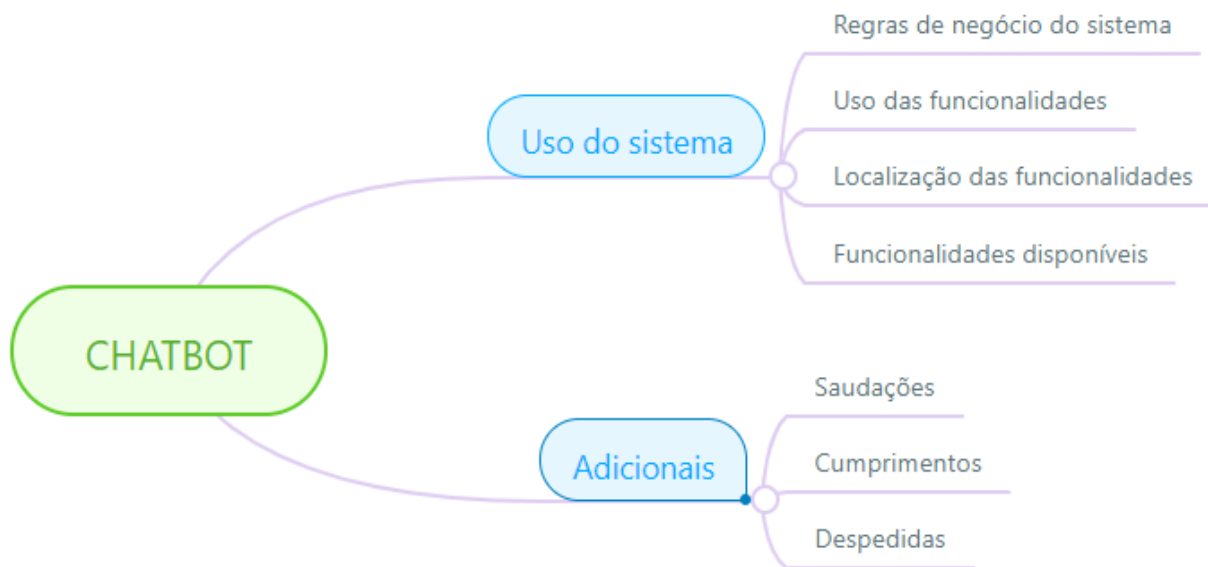 Regras de negócio do sistema
Uso das funcionalidades
Uso do sistema
Localização das funcionalidades
Funcionalidades disponíveis
CHATBOT
Saudações
Adicionais
Cumprimentos
Despedidas